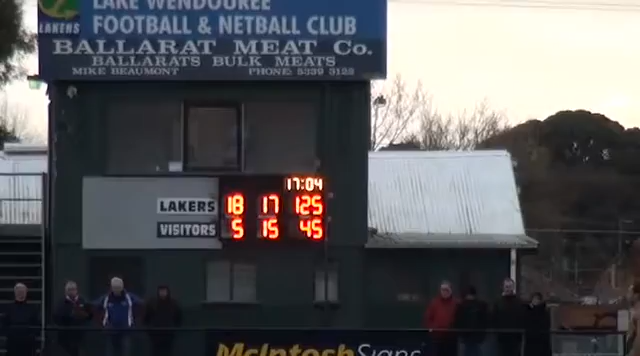 LAKE WENDOUREE
LAKERS FOOTBALL & NETBALL CLUB
BALLARAT MEAT Co.
BALLARATS BULK MEATS
MIKE BEAUMONT PHONE: 5339 3123
17:04
LAKERS 18 17 125
VISITORS 5 15 45
McIntosh Signs